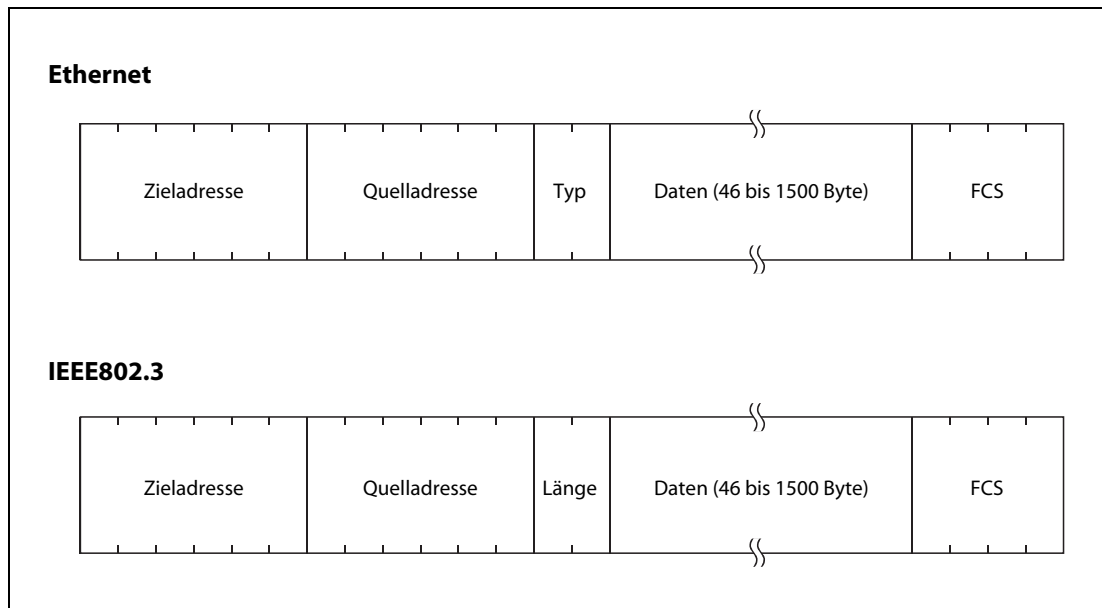 Ethernet
Zieladresse Quelladresse Typ Daten (46 bis 1500 Byte) FCS
IEEE802.3
Zieladresse Quelladresse Länge Daten (46 bis 1500 Byte) FCS